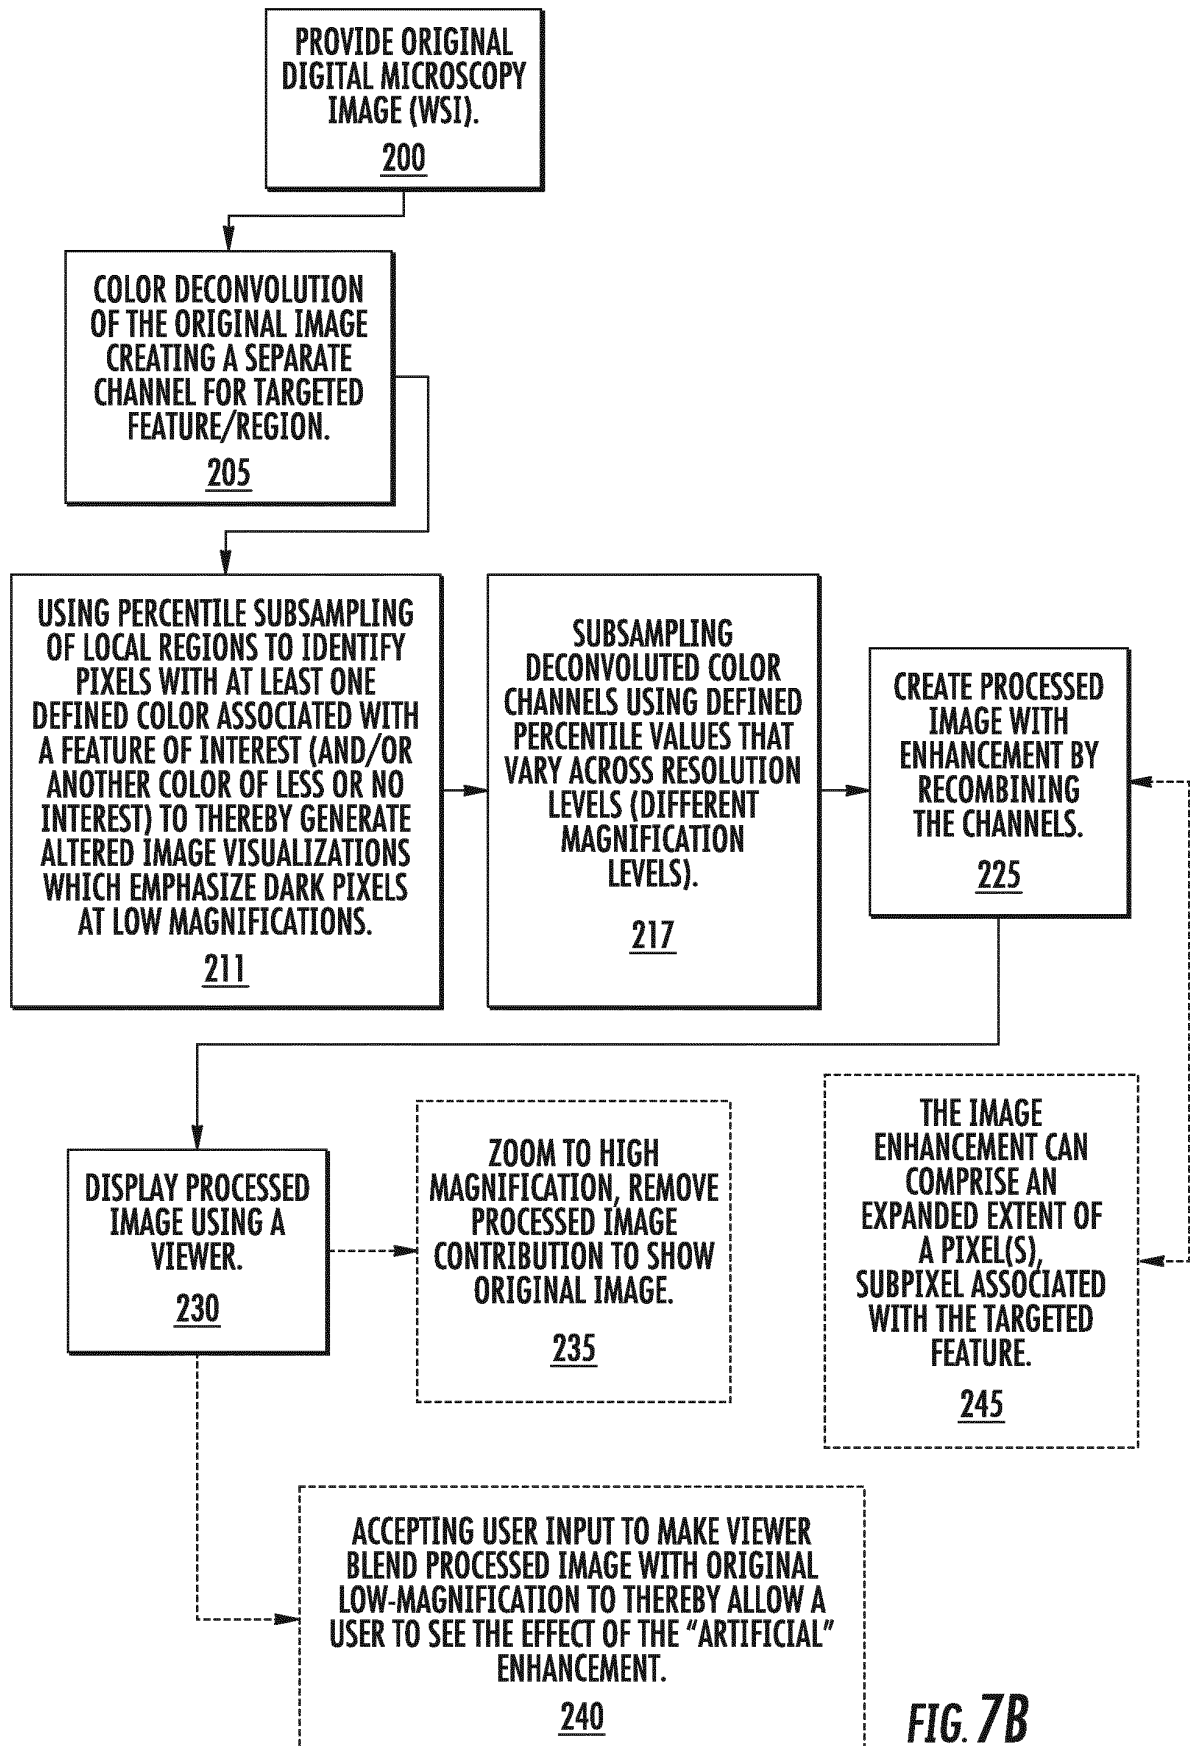 PROVIDE ORIGINAL
DIGITAL MICROSCOPY
IMAGE (WSI).
200
COLOR DECONVOLUTION
OF THE ORIGINAL IMAGE
CREATING A SEPARATE
CHANNEL FOR TARGETED
FEATURE/REGION.
205
USING PERCENTILE SUBSAMPLING
OF LOCAL REGIONS TO IDENTIFY
PIXELS WITH AT LEAST ONE
DEFINED COLOR ASSOCIATED WITH
A FEATURE OF INTEREST (AND/OR
ANOTHER COLOR OF LESS OR NO
INTEREST) TO THEREBY GENERATE
ALTERED IMAGE VISUALIZATIONS
WHICH EMPHASIZE DARK PIXELS
AT LOW MAGNIFICATIONS.
211
SUBSAMPLING
DECONVOLUTED COLOR
CHANNELS USING DEFINED
PERCENTILE VALUES THAT
VARY ACROSS RESOLUTION
LEVELS (DIFFERENT
MAGNIFICATION
LEVELS).
217
CREATE PROCESSED
IMAGE WITH
ENHANCEMENT BY
RECOMBINING
THE CHANNELS.
225
DISPLAY PROCESSED
IMAGE USING A
VIEWER.
230
ZOOM TO HIGH
MAGNIFICATION, REMOVE
PROCESSED IMAGE
CONTRIBUTION TO SHOW
ORIGINAL IMAGE.
235
THE IMAGE
ENHANCEMENT CAN
COMPRISE AN
EXPANDED EXTENT OF
A PIXEL(S),
SUBPIXEL ASSOCIATED
WITH THE TARGETED
FEATURE.
245
ACCEPTING USER INPUT TO MAKE VIEWER
BLEND PROCESSED IMAGE WITH ORIGINAL
LOW-MAGNIFICATION TO THEREBY ALLOW A
USER TO SEE THE EFFECT OF THE “ARTIFICIAL”
ENHANCEMENT.
240
FIG. 7B